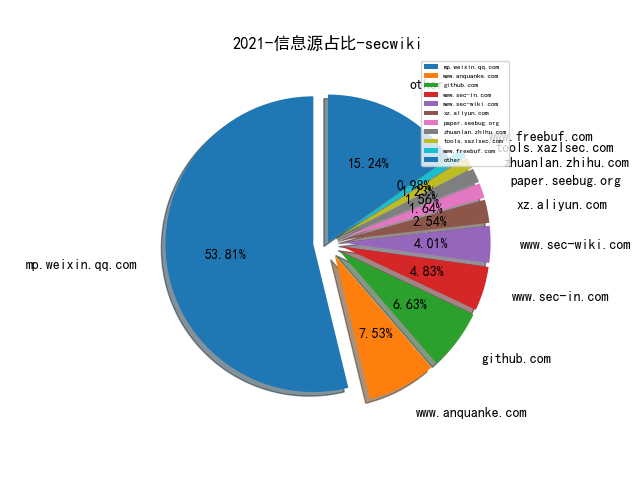 2021-信息源占比-secwiki
mp.weixin.qq.com
www.anquanke.com
github.com
www.sec-in.com
www.sec-wiki.com
xz.aliyun.com
paper.seebug.org
zhuanlan.zhihu.com
tools.xazlsec.com
www.freebuf.com
other
www.freebuf.com
tools.xazlsec.com
zhuanlan.zhihu.com
paper.seebug.org
xz.aliyun.com
www.sec-wiki.com
www.sec-in.com
github.com
www.anquanke.com
mp.weixin.qq.com
15.24%
0.98%
1.23%
1.56%
1.64%
2.54%
4.01%
4.83%
6.63%
7.53%
53.81%